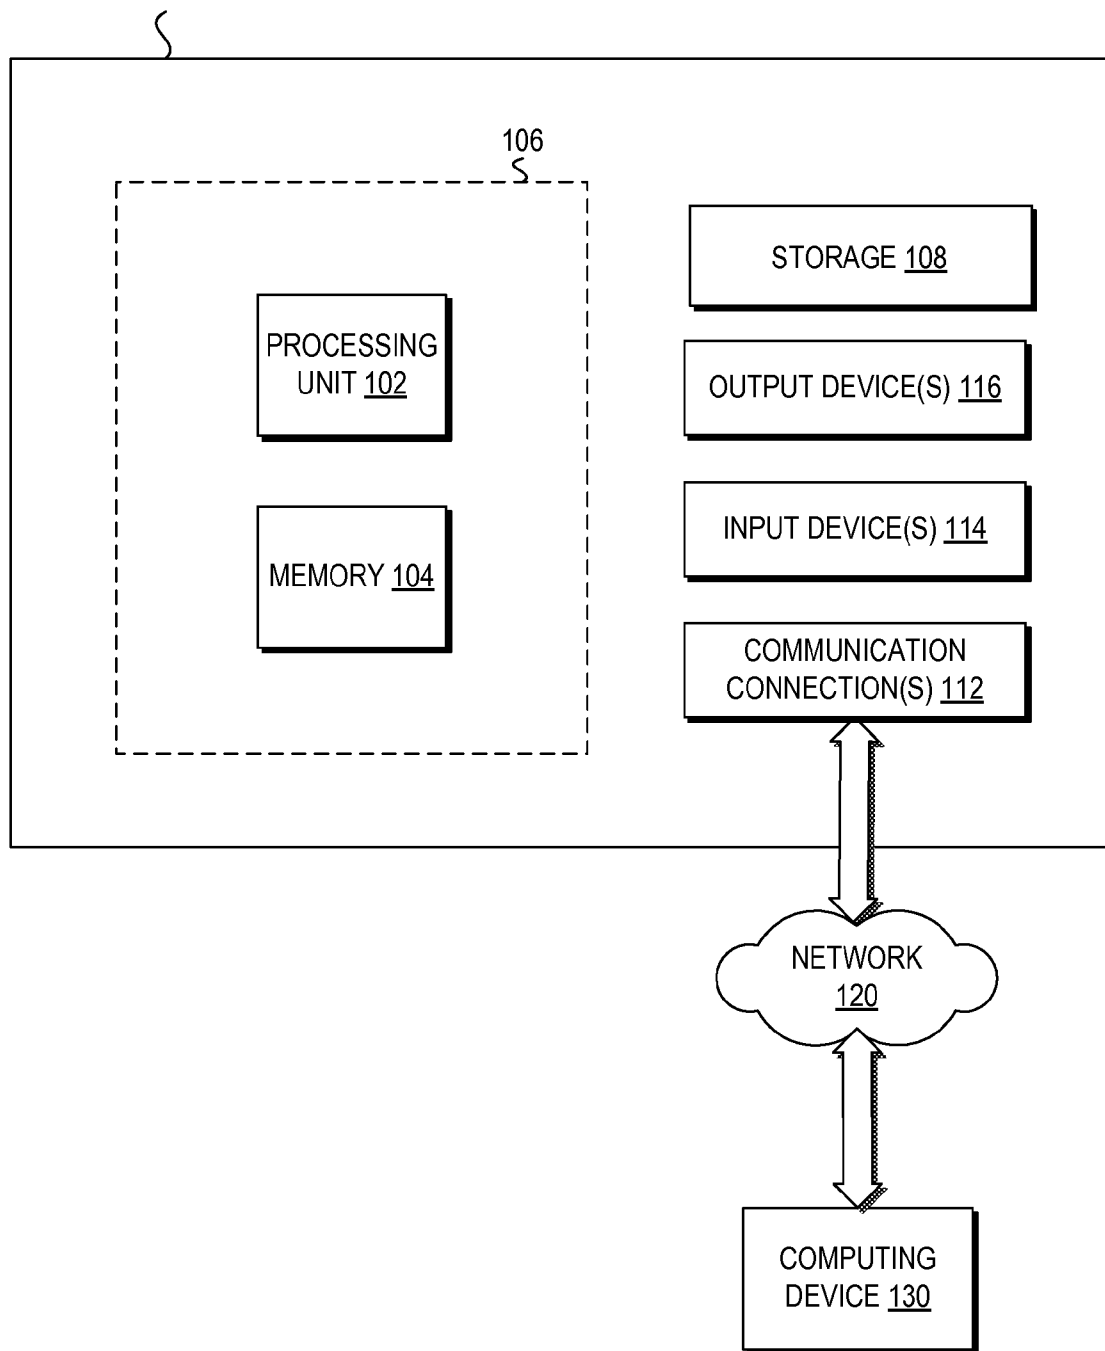 106
PROCESSING
UNIT 102
MEMORY 104
STORAGE 108
OUTPUT DEVICE(S) 116
INPUT DEVICE(S) 114
COMMUNICATION
CONNECTION(S) 112
NETWORK
120
COMPUTING
DEVICE 130